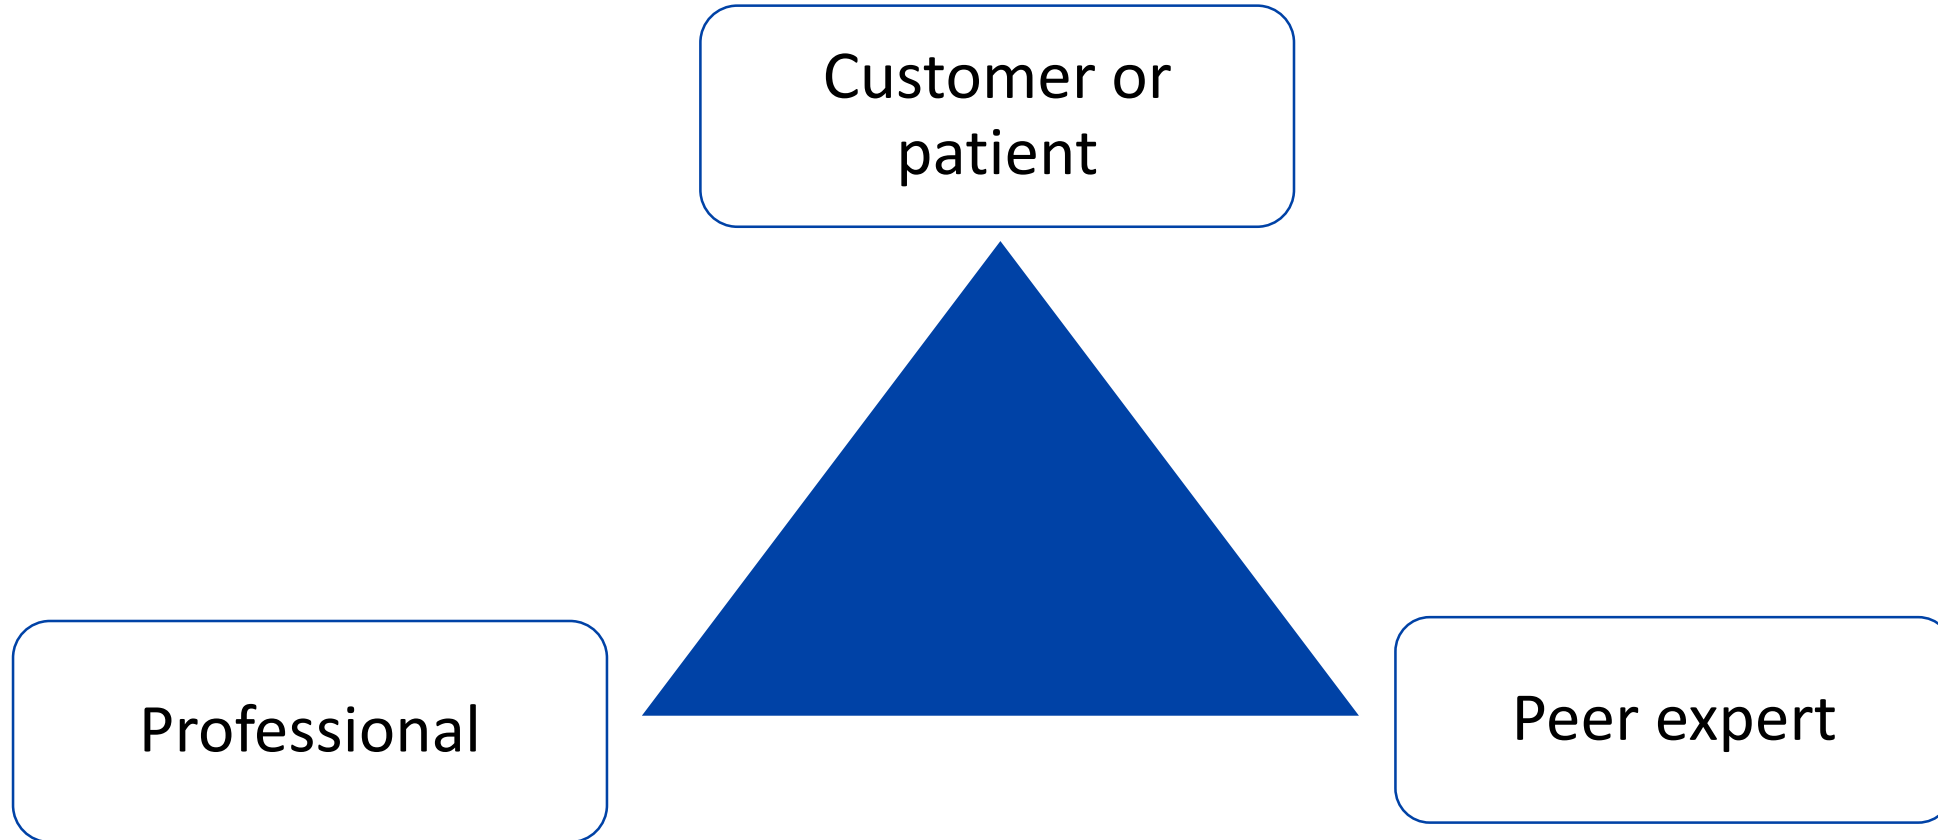 Customer or
patient
Professional
Peer expert